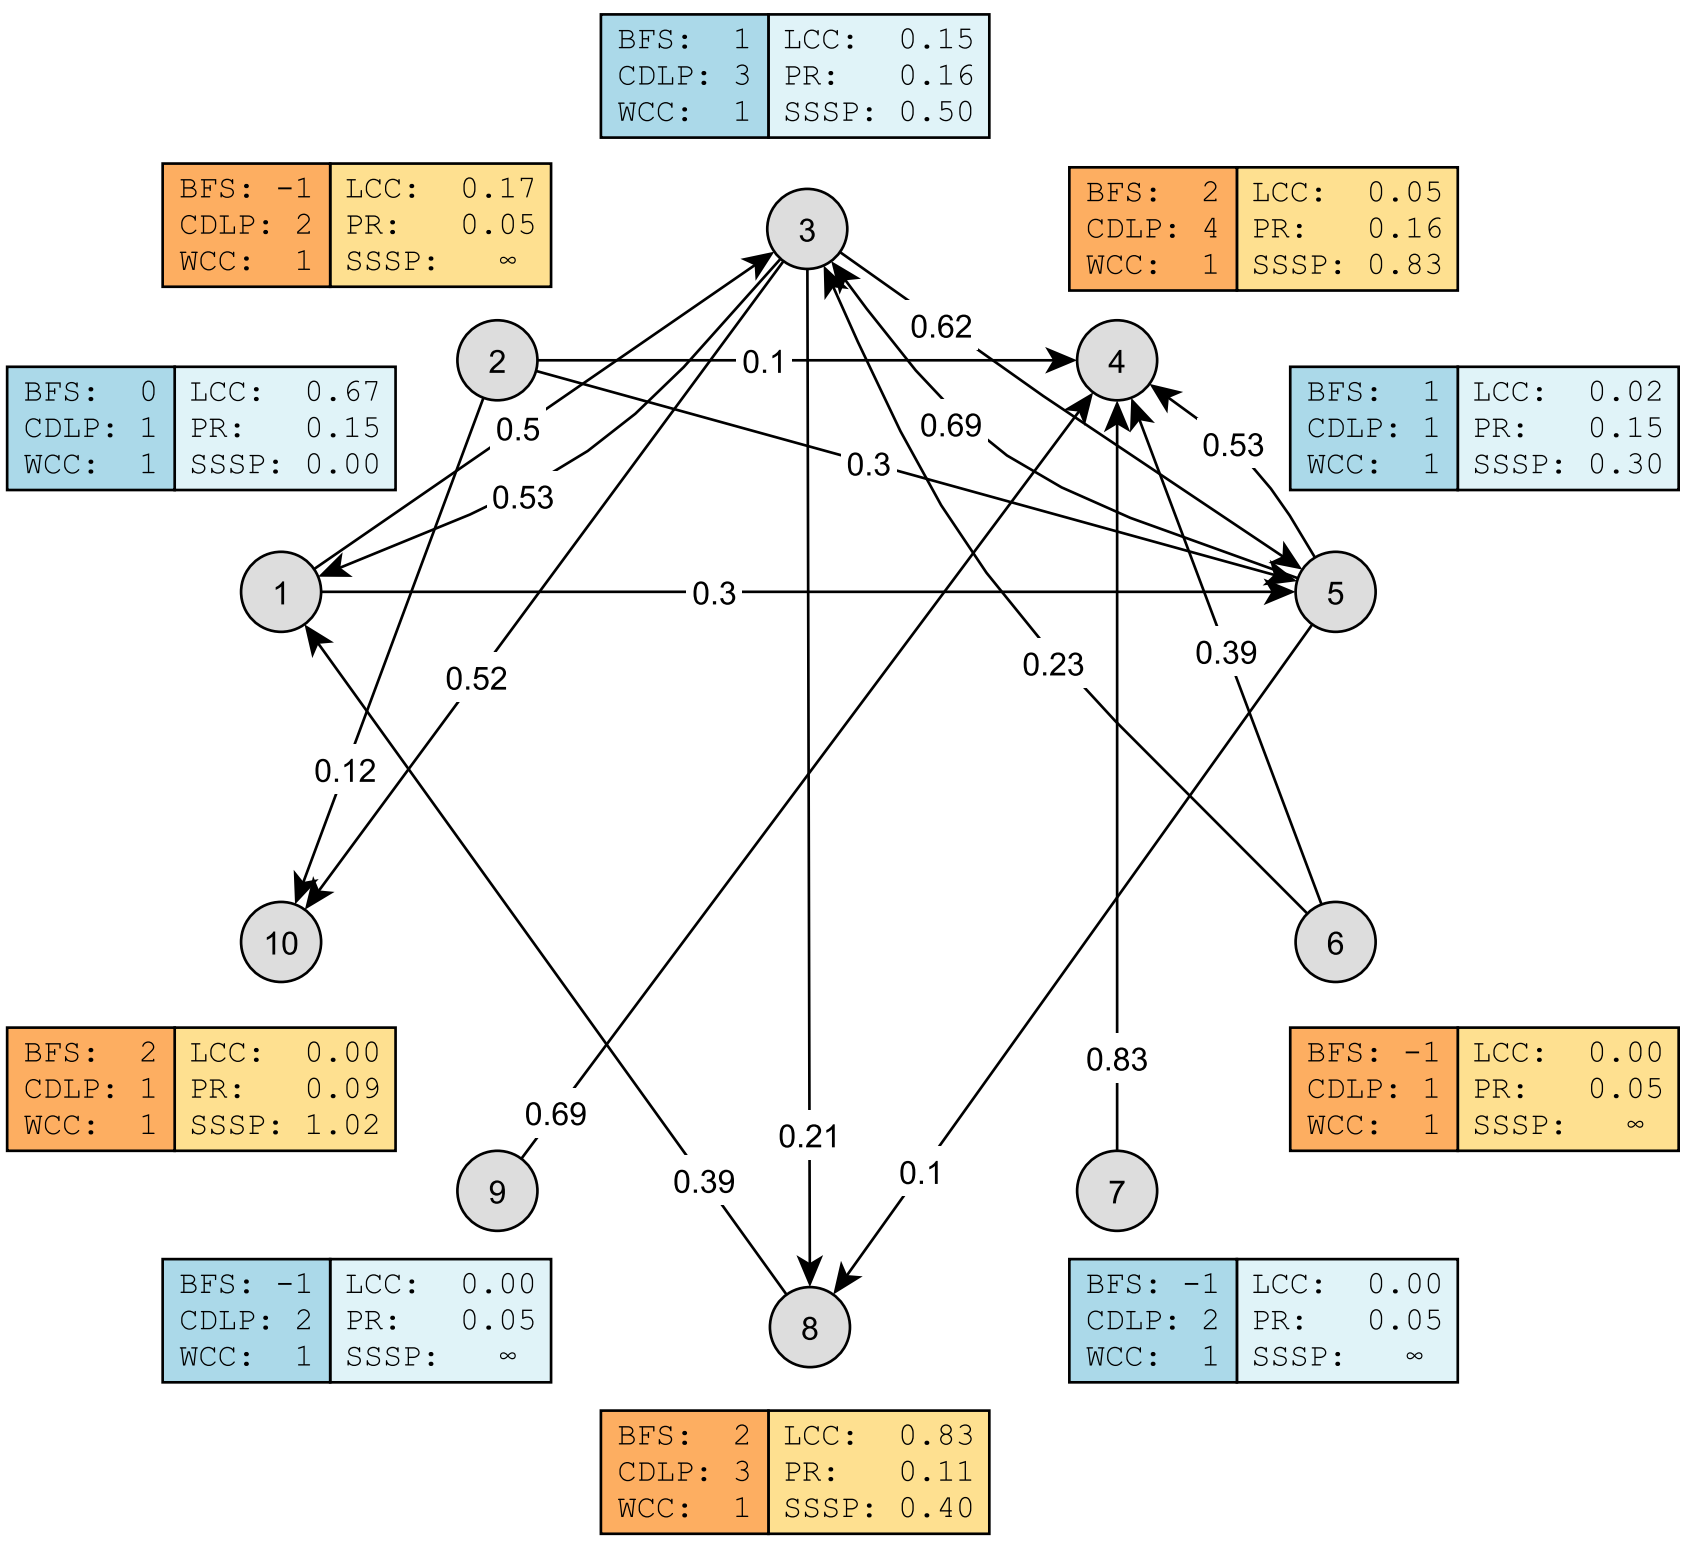 BFS: 1 LCC: 0.15
CDLP: 3 PR: 0.16
WCC: 1 SSSP: 0.50
BFS: -1 LCC: 0.17
CDLP: 2 PR: 0.05
WCC: 1 SSSP: ∞
BFS: 2 LCC: 0.05
CDLP: 4 PR: 0.16
WCC: 1 SSSP: 0.83
3
2
4
0.62
0.1
BFS: 0 LCC: 0.67
CDLP: 1 PR: 0.15
WCC: 1 SSSP: 0.00
BFS: 1 LCC: 0.02
CDLP: 1 PR: 0.15
WCC: 1 SSSP: 0.30
0.5
0.69
0.53
0.3
0.53
1
0.3
5
0.23
0.39
0.52
0.12
10
6
BFS: 2 LCC: 0.00
CDLP: 1 PR: 0.09
WCC: 1 SSSP: 1.02
BFS: -1 LCC: 0.00
CDLP: 1 PR: 0.05
WCC: 1 SSSP: ∞
0.83
0.69
0.21
0.39
0.1
9
7
BFS: -1 LCC: 0.00
CDLP: 2 PR: 0.05
WCC: 1 SSSP: ∞
8
BFS: -1 LCC: 0.00
CDLP: 2 PR: 0.05
WCC: 1 SSSP: ∞
BFS: 2 LCC: 0.83
CDLP: 3 PR: 0.11
WCC: 1 SSSP: 0.40